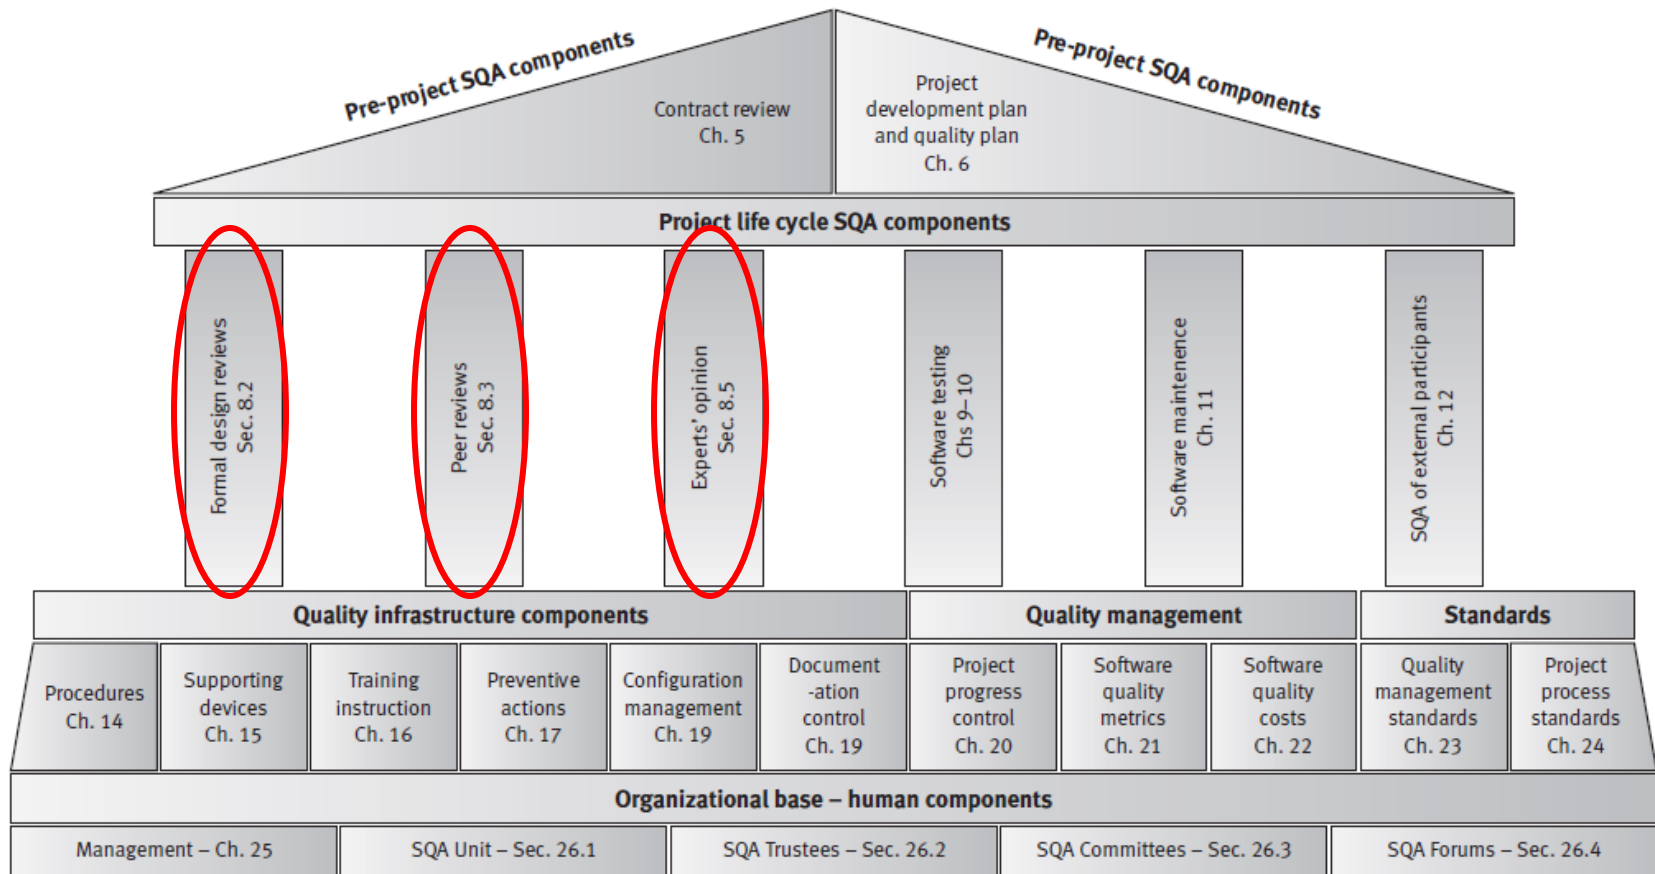 Pre-project SQA components
Pre-project SQA components
Contract review
Ch. 5
Project
development plan
and quality plan
Ch. 6
Project life cycle SQA components
Formal design reviews
Sec. 8.2
Peer reviews
Sec. 8.3
Experts’ opinion
Sec. 8.5
Software testing
Chs 9–10
Software maintenence
Ch. 11
SQA of external participants
Ch. 12
Quality infrastructure components
Quality management
Standards
Procedures
Ch. 14
Supporting
devices
Ch. 15
Training
instruction
Ch. 16
Preventive
actions
Ch. 17
Configuration
management
Ch. 19
Document
-ation
control
Ch. 19
Project
progress
control
Ch. 20
Software
quality
metrics
Ch. 21
Software
quality
costs
Ch. 22
Quality
management
standards
Ch. 23
Project
process
standards
Ch. 24
Organizational base – human components
Management – Ch. 25
SQA Unit – Sec. 26.1
SQA Trustees – Sec. 26.2
SQA Committees – Sec. 26.3
SQA Forums – Sec. 26.4